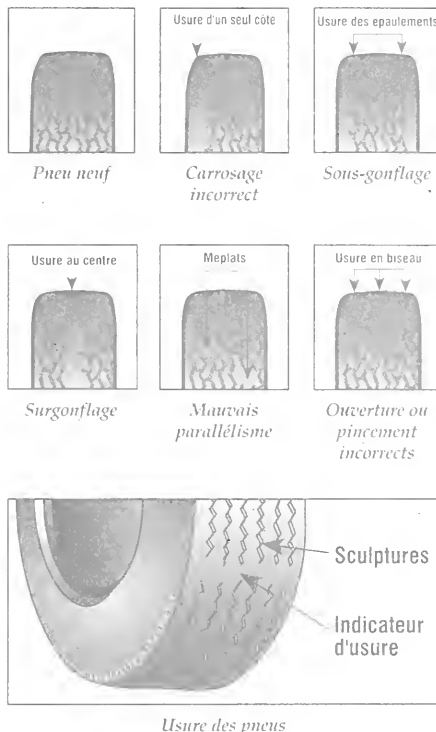 Usure d'un seul côte
Usure des epaulements
Pneu neuf
Carrosage
incorrect
Sous-gonflage
Usure au centre
Meplats
Usure en biseau
Surgonflage
Mauvais
parallélisme
Ouverture ou
pincement
incorrects
Sculptures
Indicateur
d'usure
Usure des pneus